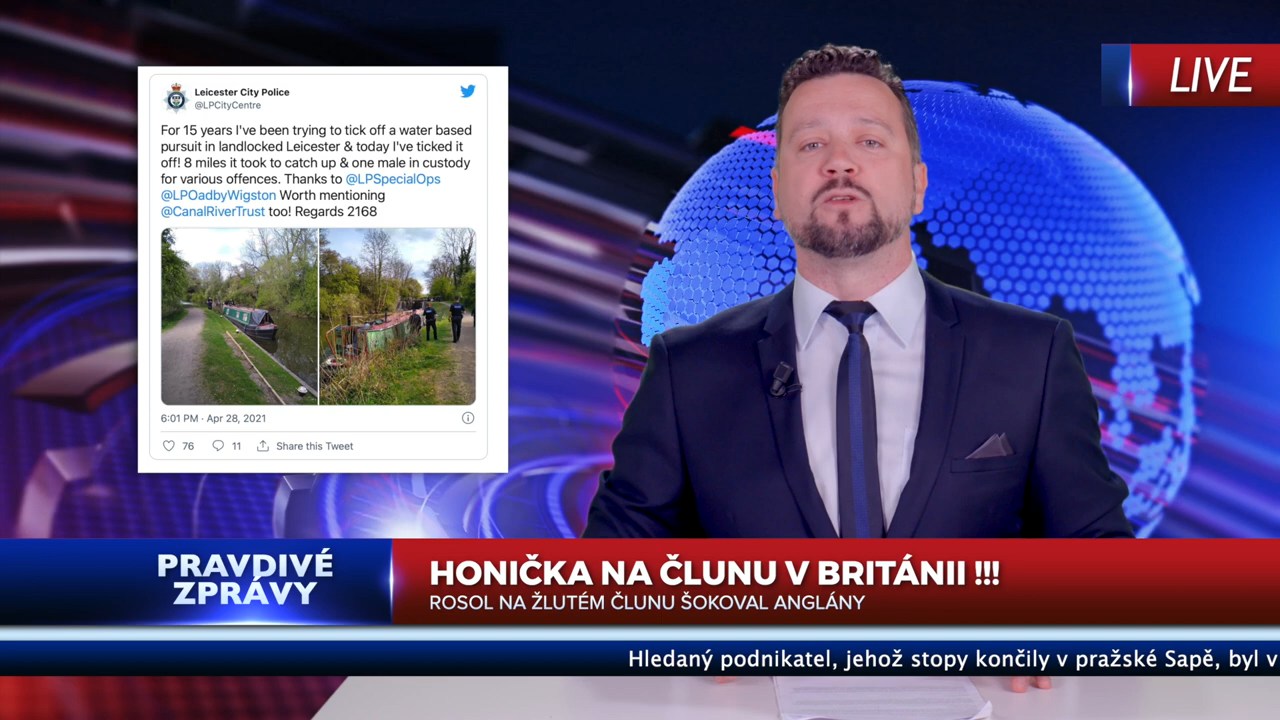 Leicester City Police
@LPCityCentre
For 15 years I've been trying to tick off a water based
pursuit in landlocked Leicester & today I've ticked it
off! 8 miles it took to catch up & one male in custody
for various offences. Thanks to @LPSpecialOps
@LPOadbyWigston Worth mentioning
@CanalRiverTrust too! Regards 2168
6:01 PM · Apr 28, 2021
76 11 Share this Tweet
LIVE
PRAVDIVÉ
ZPRÁVY
HONIČKA NA ČLUNU V BRITÁNII !!!
ROSOL NA ŽLUTÉM ČLUNU ŠOKOVAL ANGLÁNY
Hledaný podnikatel, jehož stopy končily v pražské Sapě, byl v